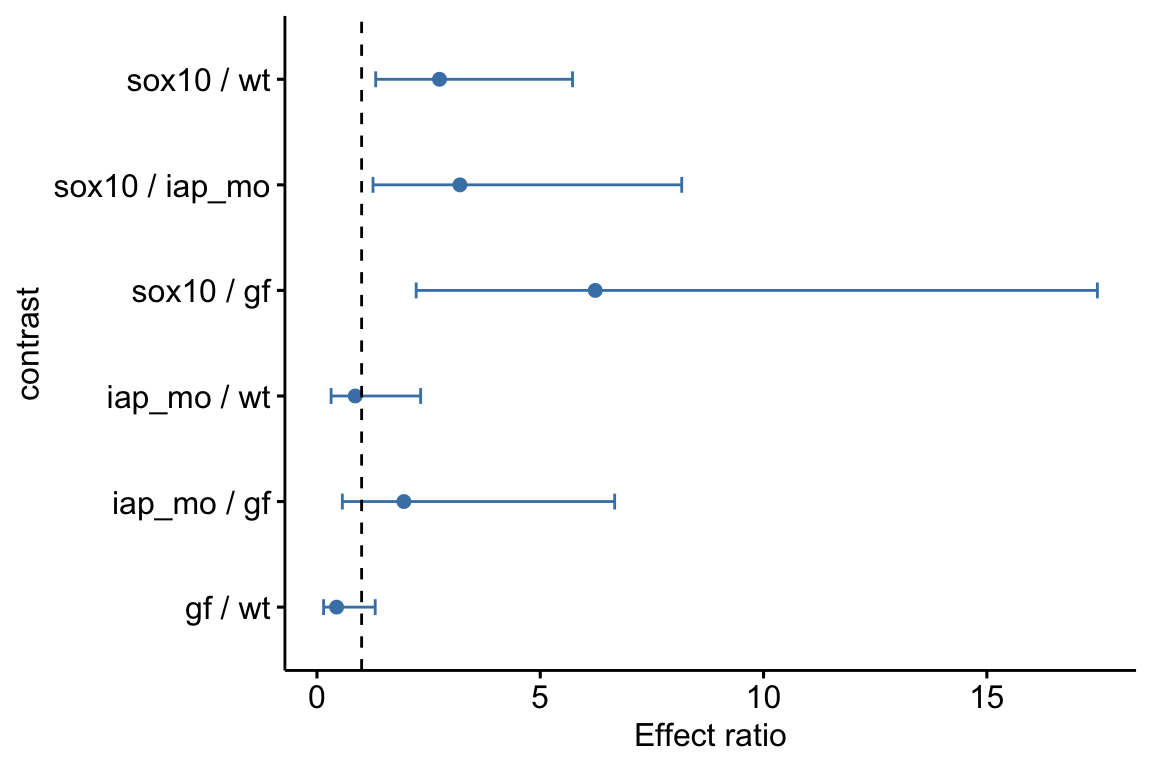 sox10 / wt
sox10 / iap_mo
sox10 / gf
iap_mo / wt
iap_mo / gf
gf / wt
contrast
0 5 10 15
Effect ratio